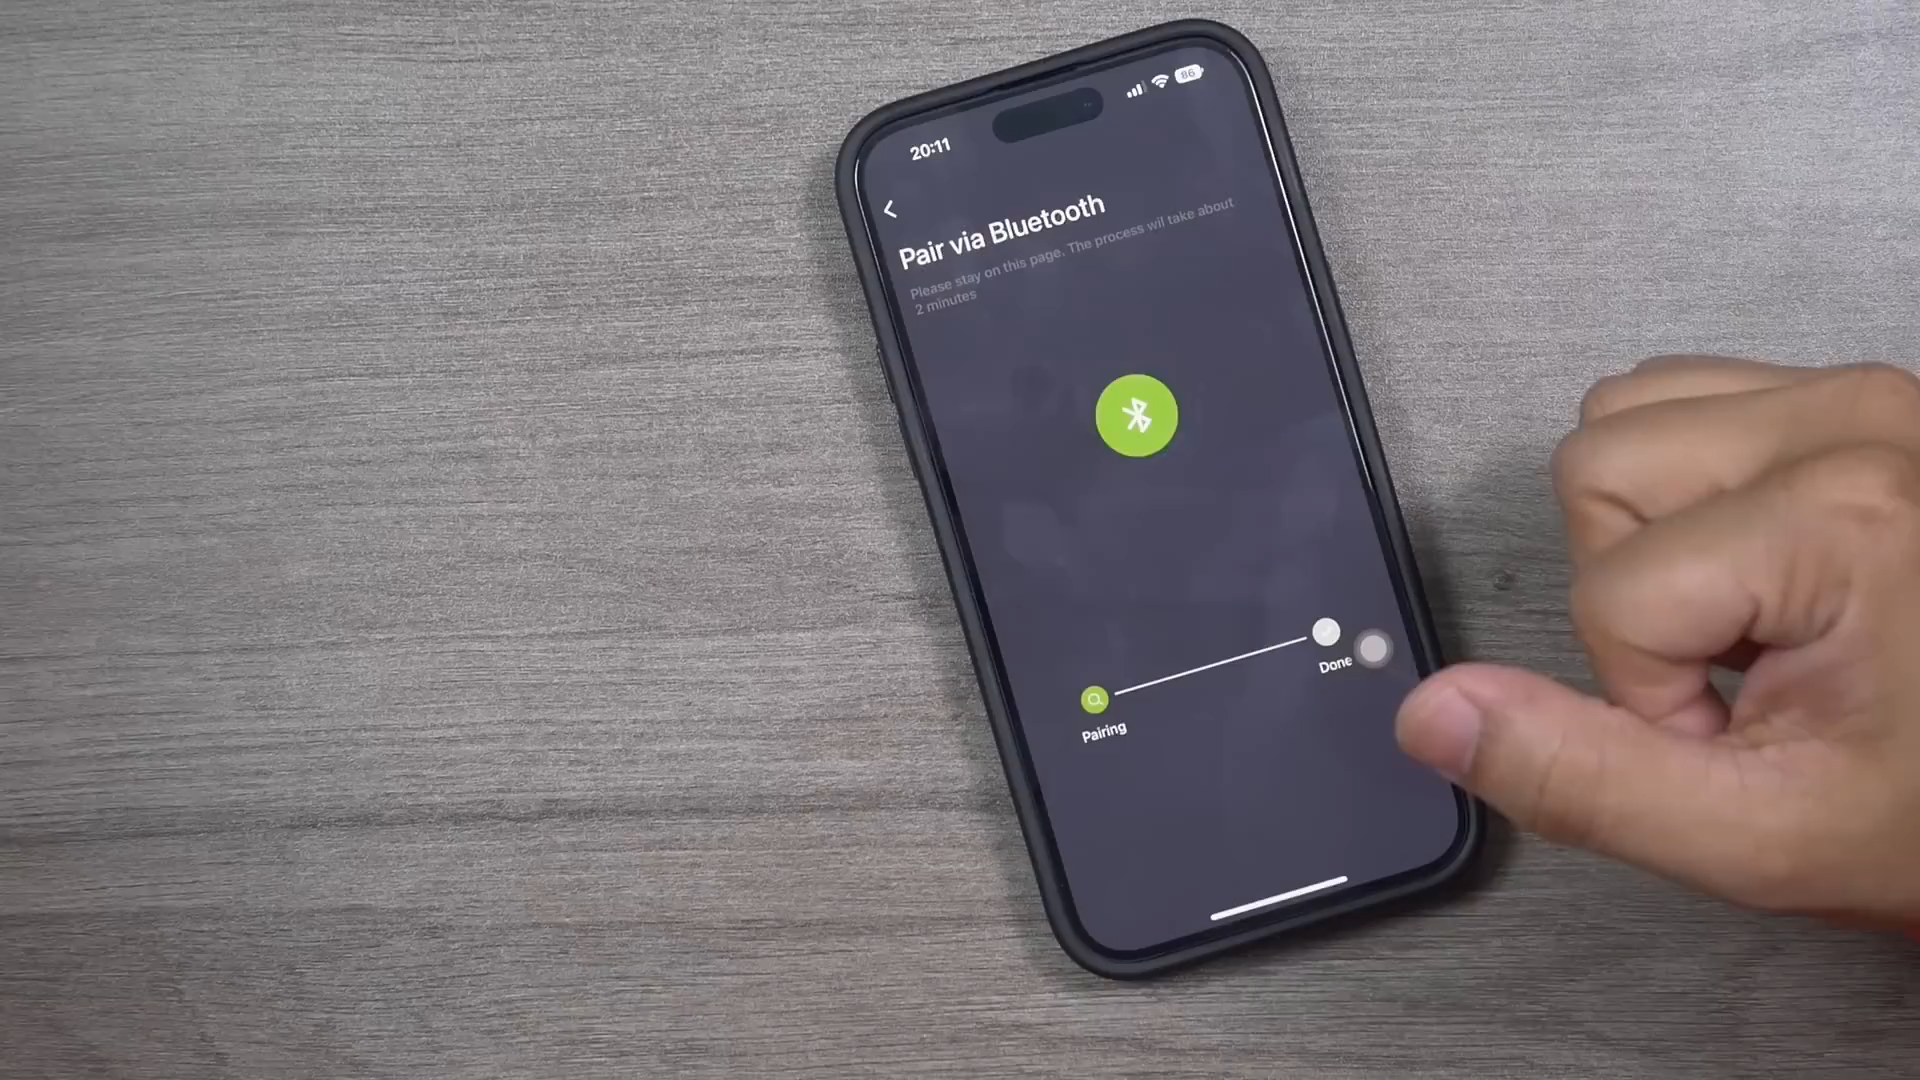 20:11
86
Pair via Bluetooth
Please stay on this page. The process wil take about
2 minutes
Done
Pairing